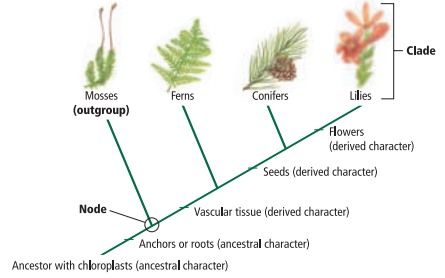 Clade
Mosses
(outgroup)
Ferns
Conifers
Lilies
Flowers
(derived character)
Seeds (derived character)
Node
Vascular tissue (derived character)
Anchors or roots (ancestral character)
Ancestor with chloroplasts (ancestral character)